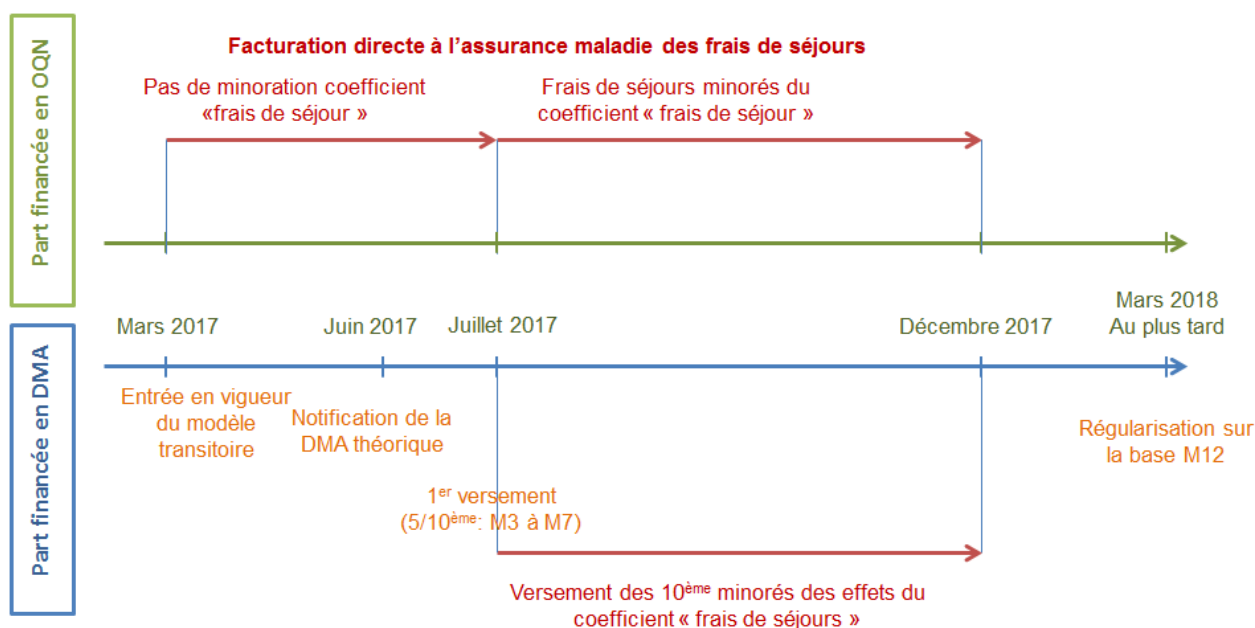 Part financée en OQN
Facturation directe à l’assurance maladie des frais de séjours
Pas de minoration coefficient
«frais de séjour »
Frais de séjours minorés du
coefficient « frais de séjour »
Part financée en DMA
Mars 2017
Juin 2017
Juillet 2017
Décembre 2017
Mars 2018
Au plus tard
Entrée en vigueur
du modèle
transitoire
Notification de la
DMA théorique
1er versement
(5/10ème: M3 à M7)
Régularisation sur
la base M12
Versement des 10ème minorés des effets du
coefficient « frais de séjours »